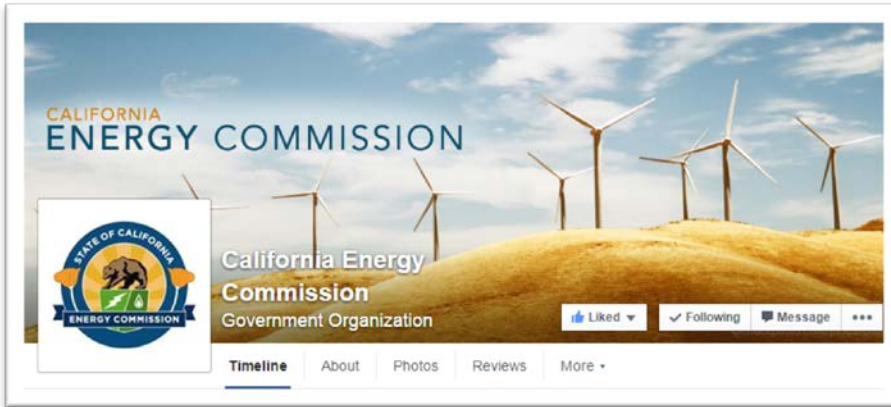 CALIFORNIA
ENERGY COMMISSION
STATE OF CALIFORNIA
ENERGY COMMISSION
California Energy
Commission
Government Organization
Liked
Following
Message
Timeline About Photos Reviews More